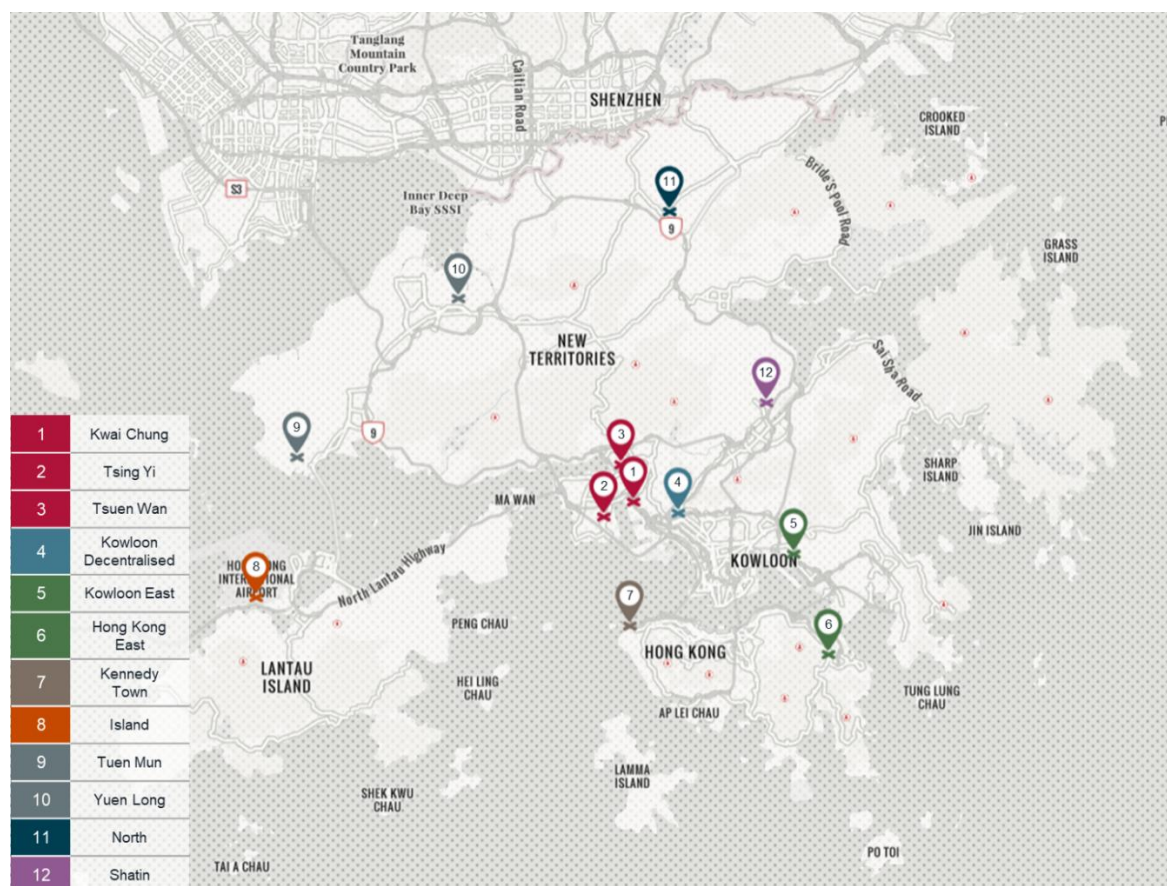 Tanglang
Mountain
Country Park
Caitian Road
SHENZHEN
CROOKED
ISLAND
S3
Inner Deep
Bay SSSI
11
9
Bride's Pool Road
GRASS
ISLAND
10
NEW
TERRITORIES
12
Sai Sha Road
9
9
3
1
2
4
MA WAN
SHARP
ISLAND
JIN ISLAND
5
KOWLOON
8
INTERNATIONAL
AIRPORT
North Lantau Highway
PENG CHAU
7
6
HONG KONG
LANTAU
ISLAND
HEI LING
CHAU
AP LEI CHAU
TUNG LUNG
CHAU
LAMMA
ISLAND
SHEK KWU
CHAU
PO TOI
TAI A CHAU
1 Kwai Chung
2 Tsing Yi
3 Tsuen Wan
4 Kowloon
Decentralised
5 Kowloon East
6 Hong Kong
East
7 Kennedy
Town
8 Island
9 Tuen Mun
10 Yuen Long
11 North
12 Shatin